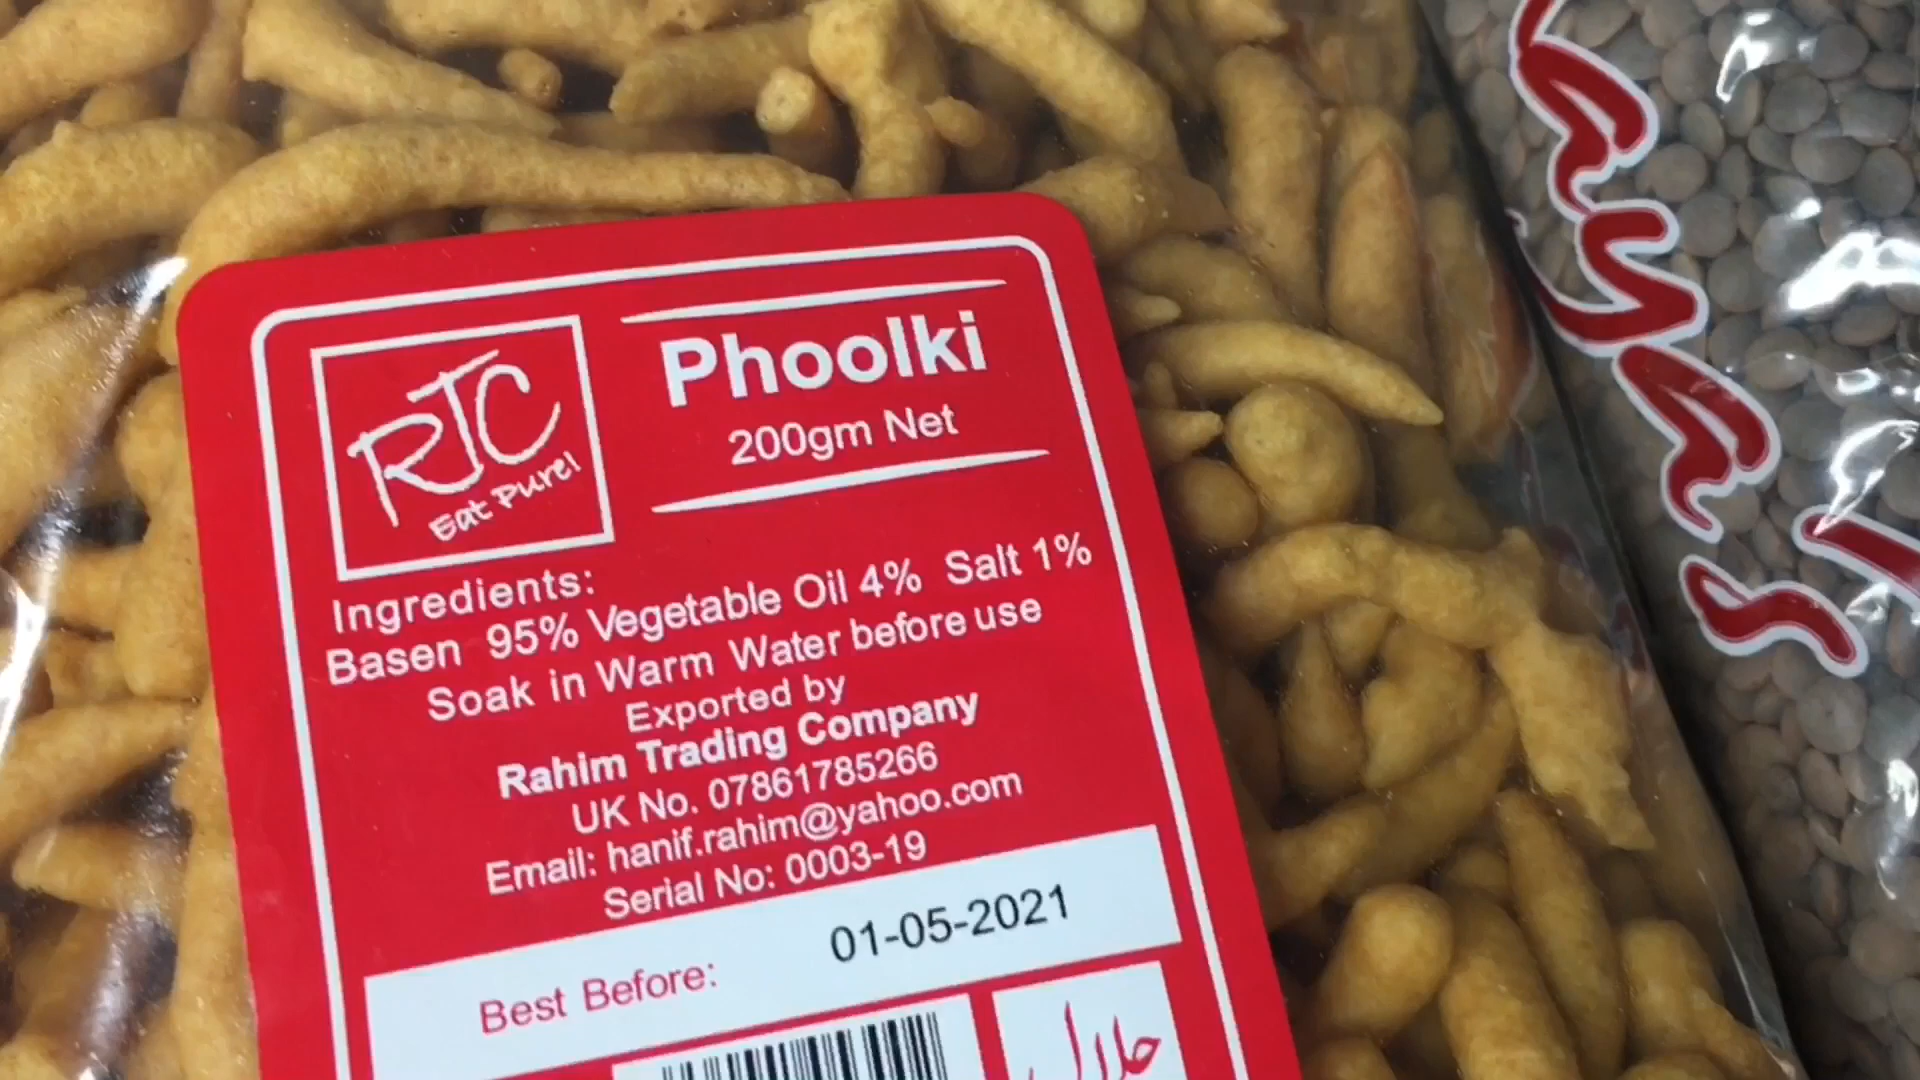 RTC
Eat Pure!
Phoolki
200gm Net
Ingredients:
Basen 95% Vegetable Oil 4% Salt 1%
Soak in Warm Water before use
Exported by
Rahim Trading Company
UK No. 07861785266
Email: hanif.rahim@yahoo.com
Serial No: 0003-19
Best Before: 01-05-2021
حلال